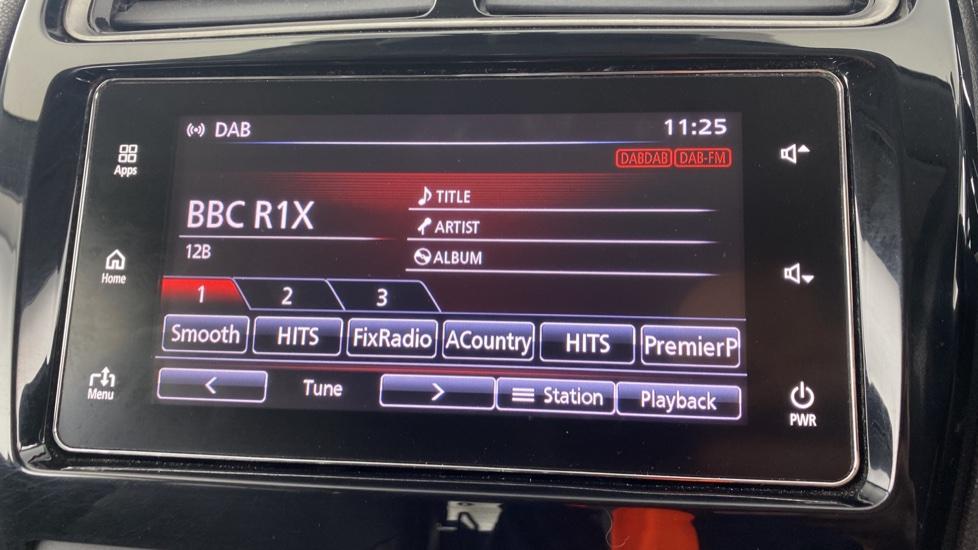 DAB 11:25
DABDAB DAB-FM
Apps
TITLE
BBC R1X
ARTIST
12B
ALBUM
Home
1 2 3
Smooth HITS FixRadio ACountry HITS PremierP
Menu
< Tune > Station Playback
PWR